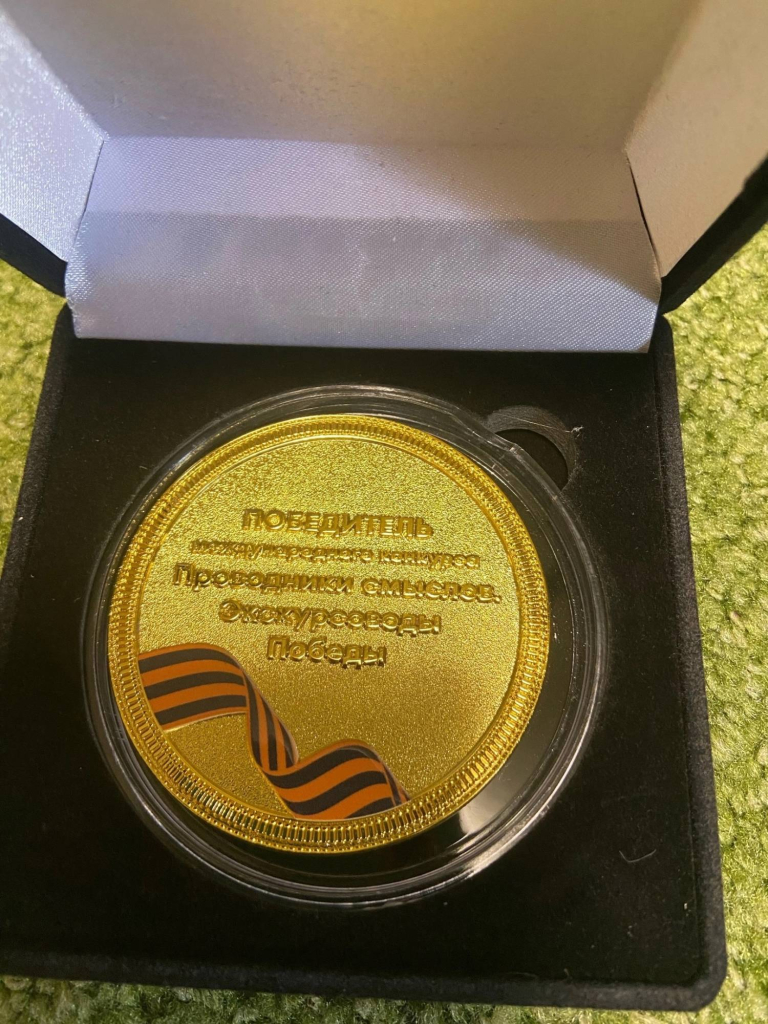 ПОБЕДИТЕЛЬ
международного конкурса
Проводники смыслов.
Экскурсоводы
Победы